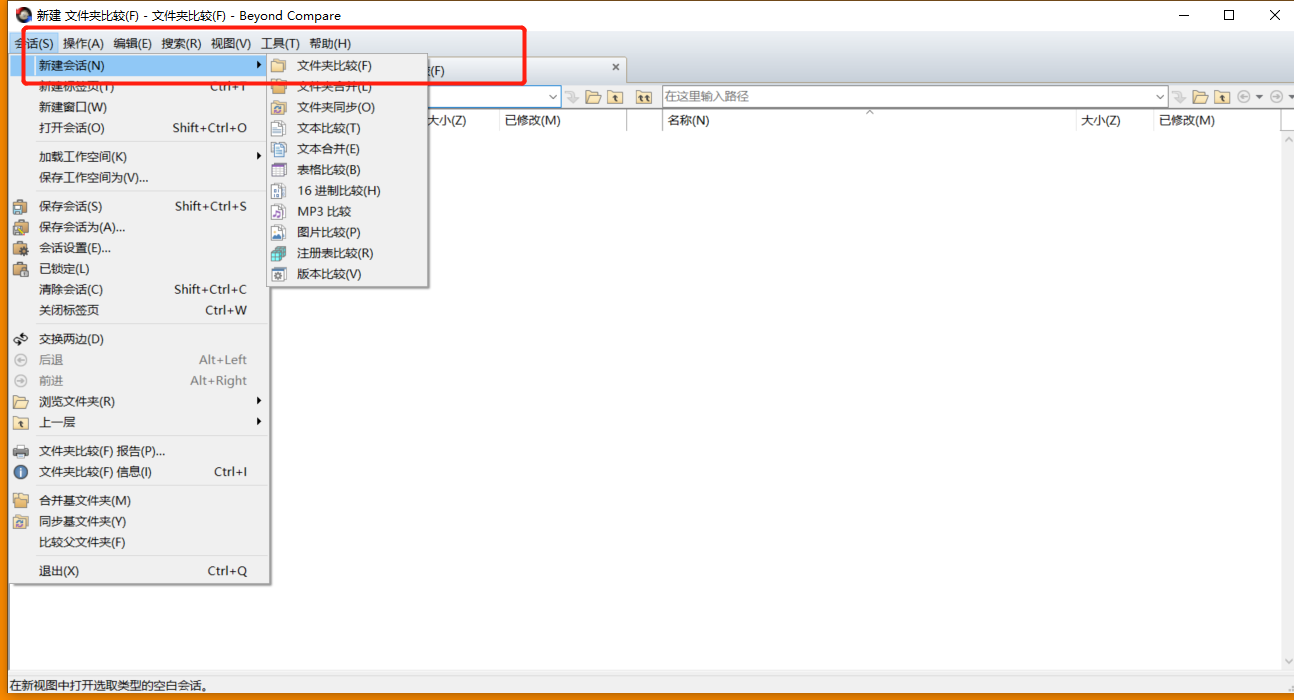 新建 文件夹比较(F) - 文件夹比较(F) - Beyond Compare
会话(S) 操作(A) 编辑(E) 搜索(R) 视图(V) 工具(T) 帮助(H)
新建会话(N)
新建标签页(T) Ctrl+T
新建窗口(W)
打开会话(O) Shift+Ctrl+O
加载工作空间(K)
保存工作空间为(V)...
保存会话(S) Shift+Ctrl+S
保存会话为(A)...
会话设置(E)...
已锁定(L)
清除会话(C) Shift+Ctrl+C
关闭标签页 Ctrl+W
交换两边(D)
后退 Alt+Left
前进 Alt+Right
浏览文件夹(R)
上一层
文件夹比较(F) 报告(P)...
文件夹比较(F) 信息(I) Ctrl+I
合并基文件夹(M)
同步基文件夹(Y)
比较父文件夹(F)
退出(X) Ctrl+Q
文件夹比较(F)
文件夹合并(L)
文件夹同步(O)
文本比较(T)
文本合并(E)
表格比较(B)
16 进制比较(H)
MP3 比较
图片比较(P)
注册表比较(R)
版本比较(V)
(F)
在这里输入路径
大小(Z) 已修改(M) 名称(N) 大小(Z) 已修改(M)
在新视图中打开选取类型的空白会话。